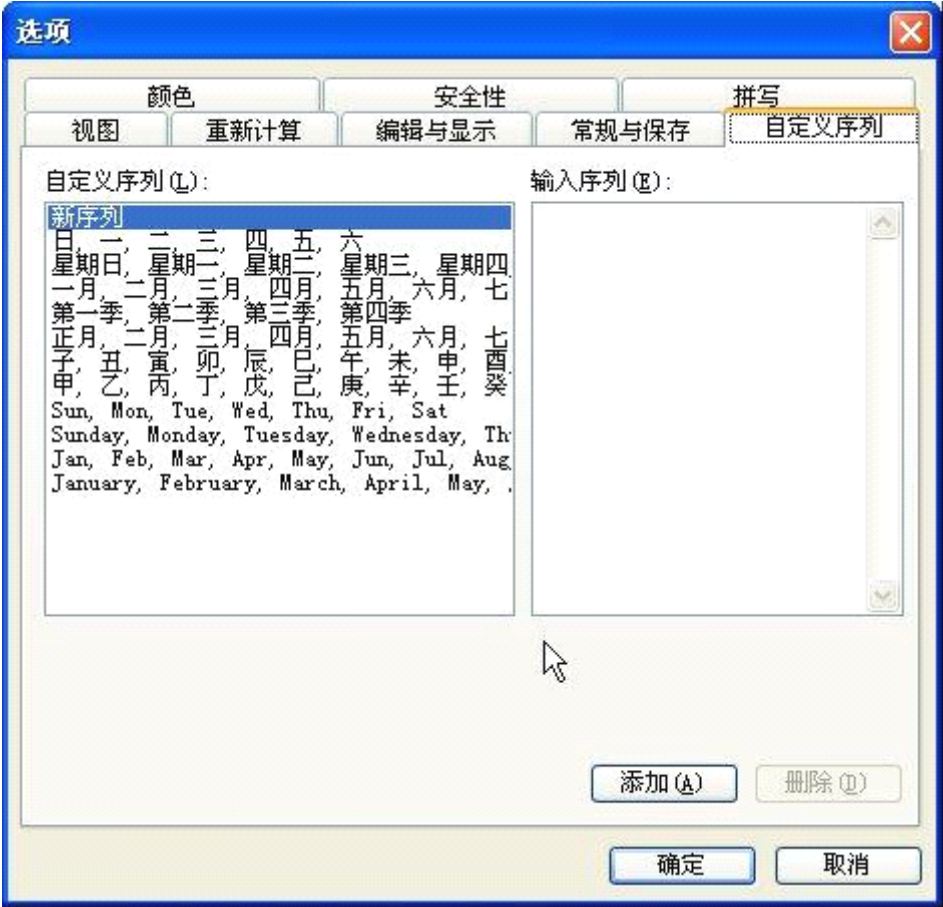 选项
颜色 安全性 拼写
视图 重新计算 编辑与显示 常规与保存 自定义序列
自定义序列(L): 输入序列(E):
新序列
日, 一, 二, 三, 四, 五, 六
星期日, 星期一, 星期二, 星期三, 星期四
一月, 二月, 三月, 四月, 五月, 六月, 七
第一季, 第二季, 第三季, 第四季
正月, 二月, 三月, 四月, 五月, 六月, 七
子, 丑, 寅, 卯, 辰, 巳, 午, 未, 申, 酉
甲, 乙, 丙, 丁, 戊, 己, 庚, 辛, 壬, 癸
Sun, Mon, Tue, Wed, Thu, Fri, Sat
Sunday, Monday, Tuesday, Wednesday, Th
Jan, Feb, Mar, Apr, May, Jun, Jul, Aug,
January, February, March, April, May,
添加(A) 删除(D)
确定 取消